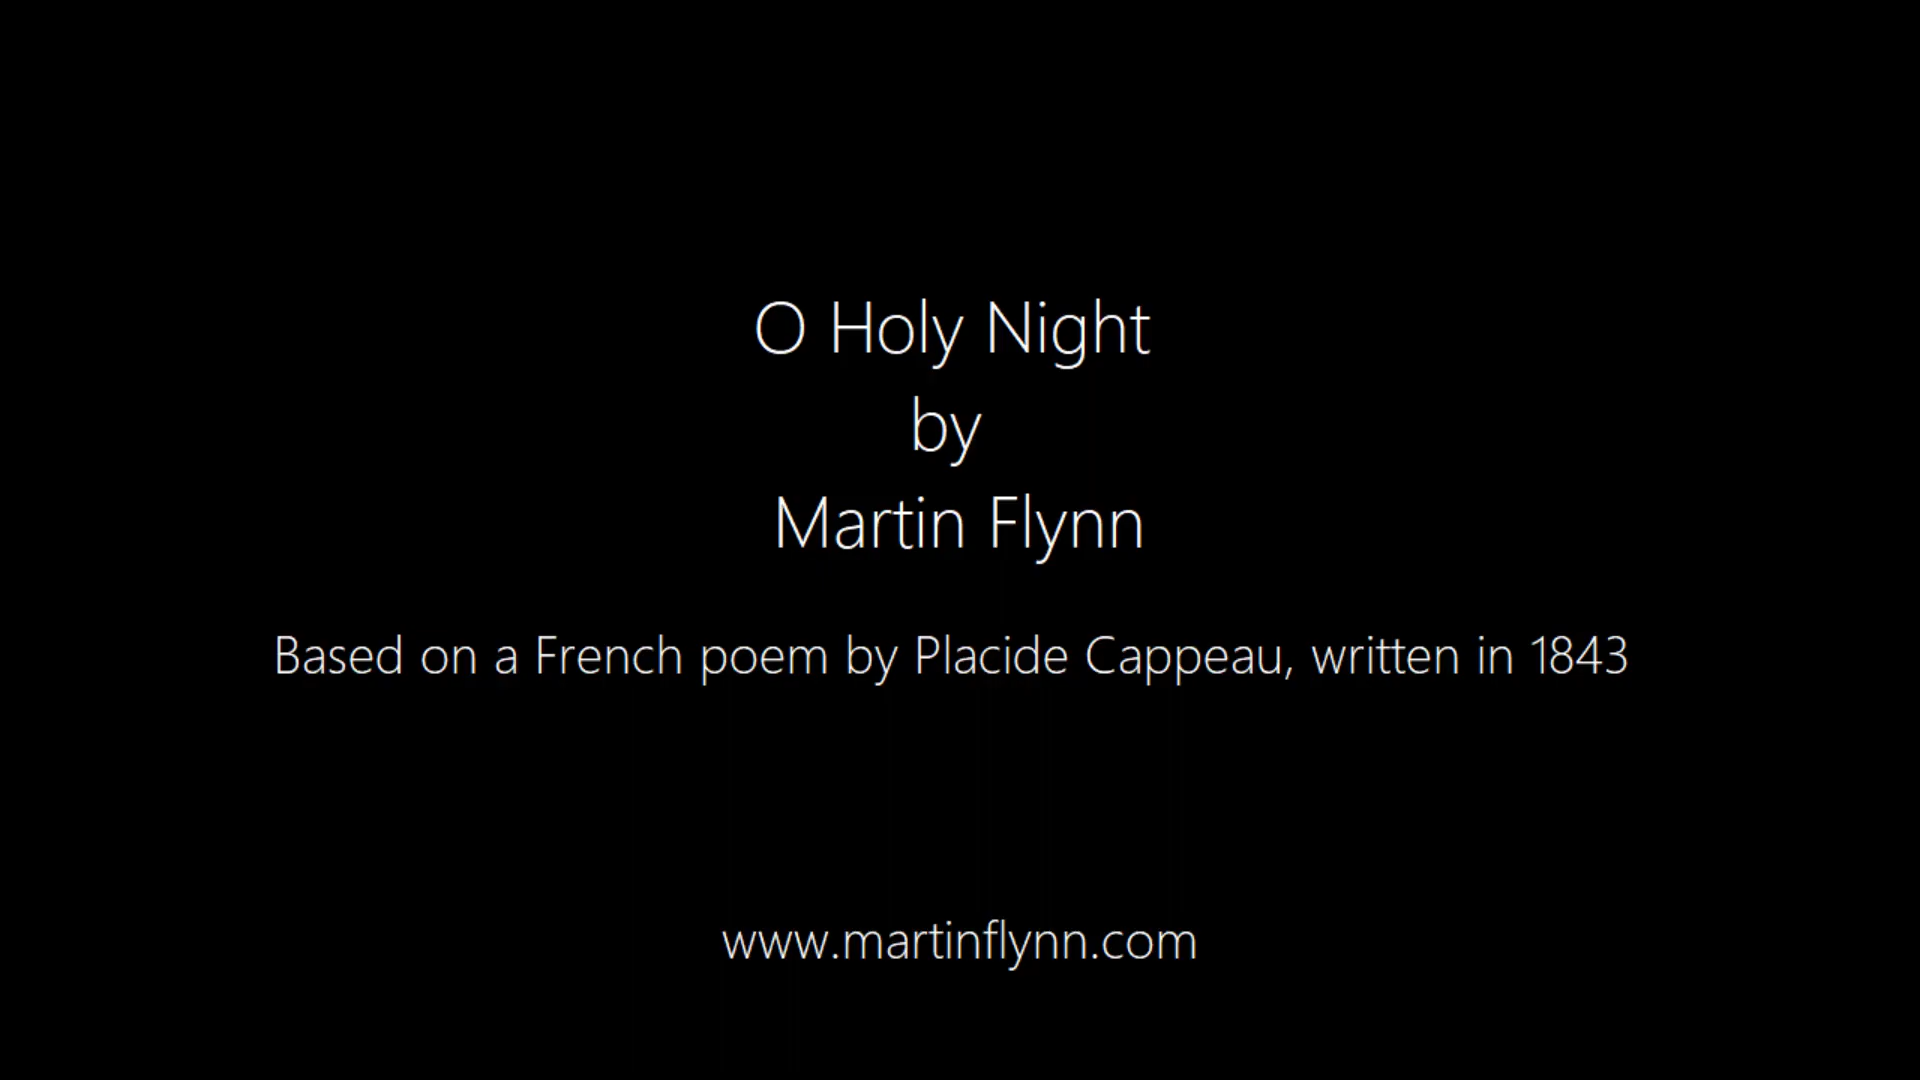 O Holy Night
by
Martin Flynn
Based on a French poem by Placide Cappeau, written in 1843
www.martinflynn.com